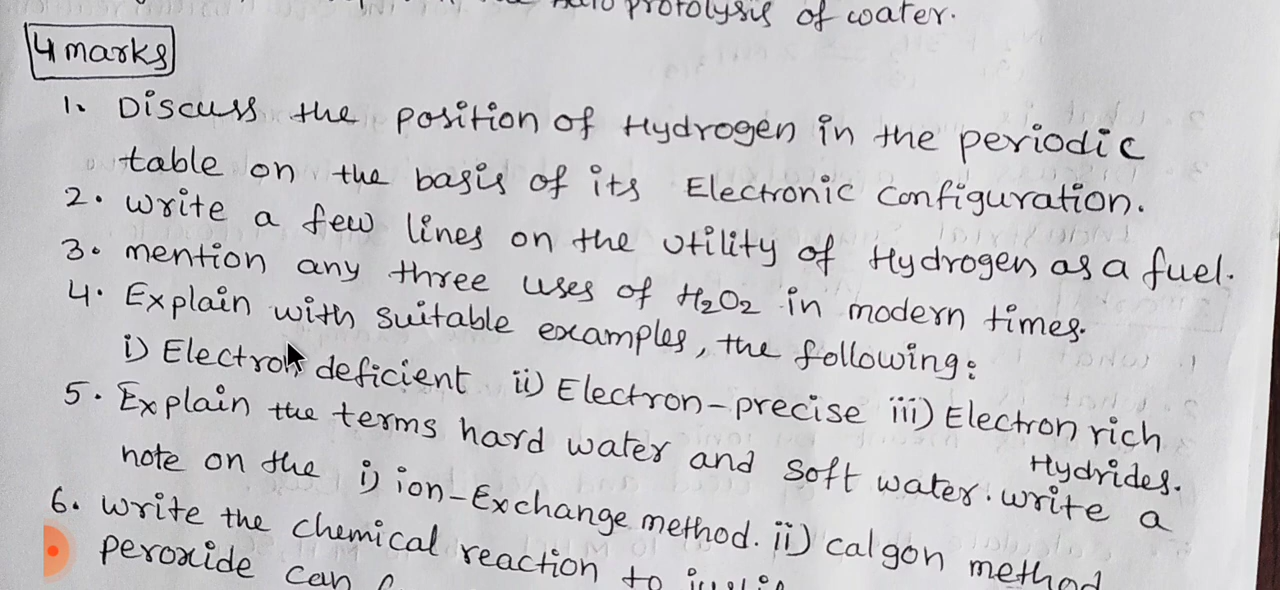 protolysis of water.
4 marks
1. Discuss the position of Hydrogen in the periodic
table on the basis of its Electronic configuration.
2. write a few lines on the utility of Hydrogen as a fuel.
3. mention any three uses of H2O2 in modern times.
4. Explain with suitable examples, the following:
i) Electron deficient ii) Electron-precise iii) Electron rich
Hydrides.
5. Explain the terms hard water and soft water. write a
note on the i) ion-Exchange method. ii) calgon method
6. write the chemical reaction to
peroxide can